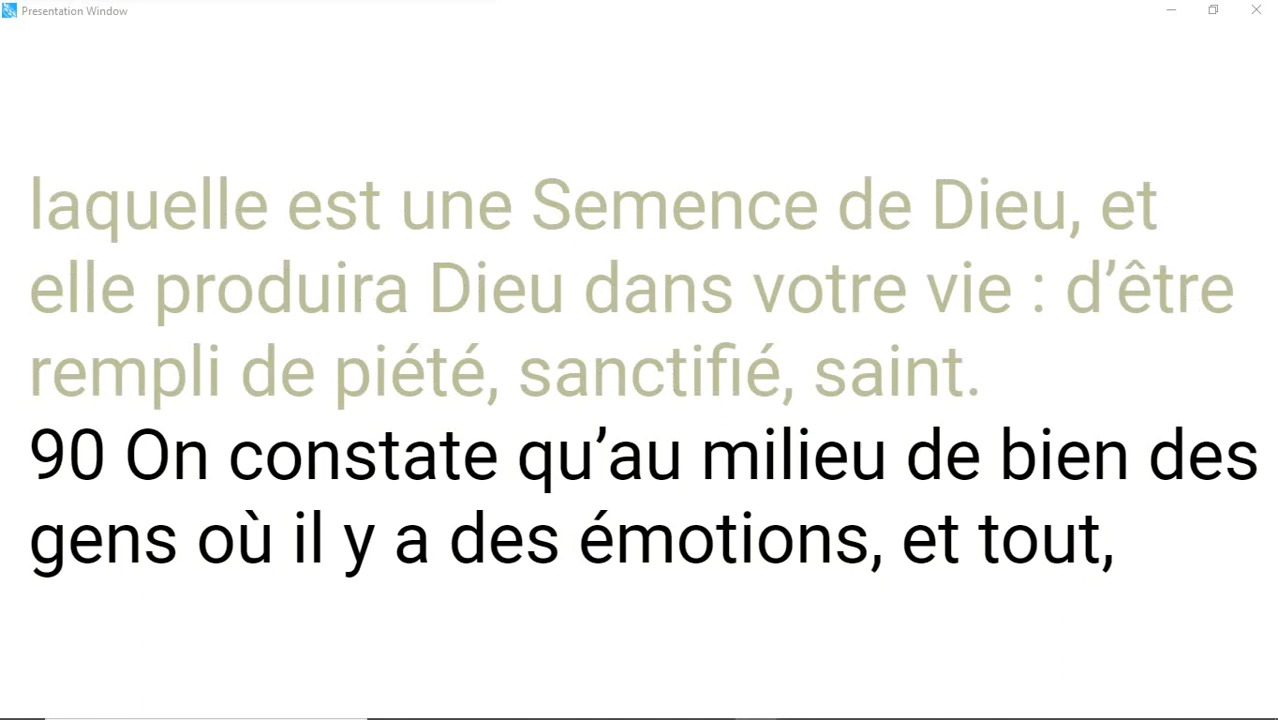 Presentation Window
laquelle est une Semence de Dieu, et
elle produira Dieu dans votre vie : d’être
rempli de piété, sanctifié, saint.
90 On constate qu’au milieu de bien des
gens où il y a des émotions, et tout,